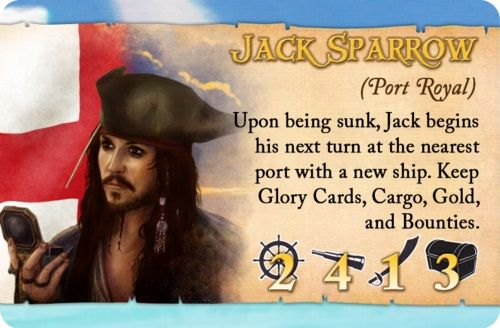 Jack Sparrow
(Port Royal)
Upon being sunk, Jack begins
his next turn at the nearest
port with a new ship. Keep
Glory Cards, Cargo, Gold,
and Bounties.
2 4 1 3